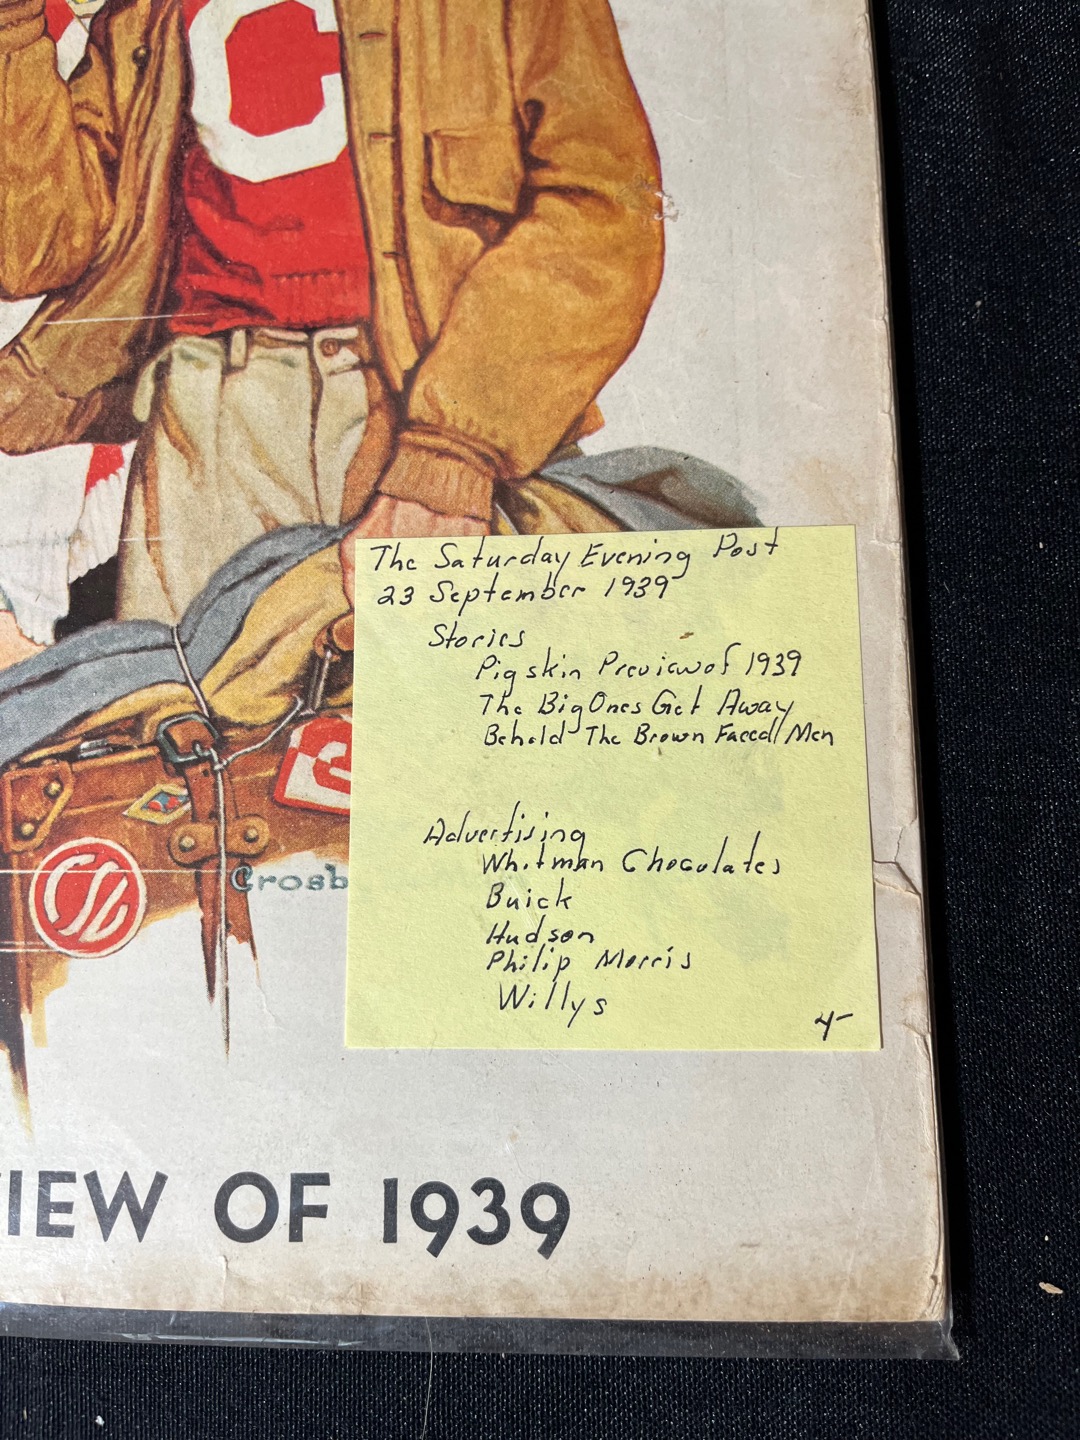 C
The Saturday Evening Post
23 September 1939
Stories
Pigskin Preview of 1939
The Big Ones Get Away
Behold The Brown Faced Men
Advertising
Whitman Chocolates
Buick
Hudson
Philip Morris
Willys
4-
Crosb
IEW OF 1939